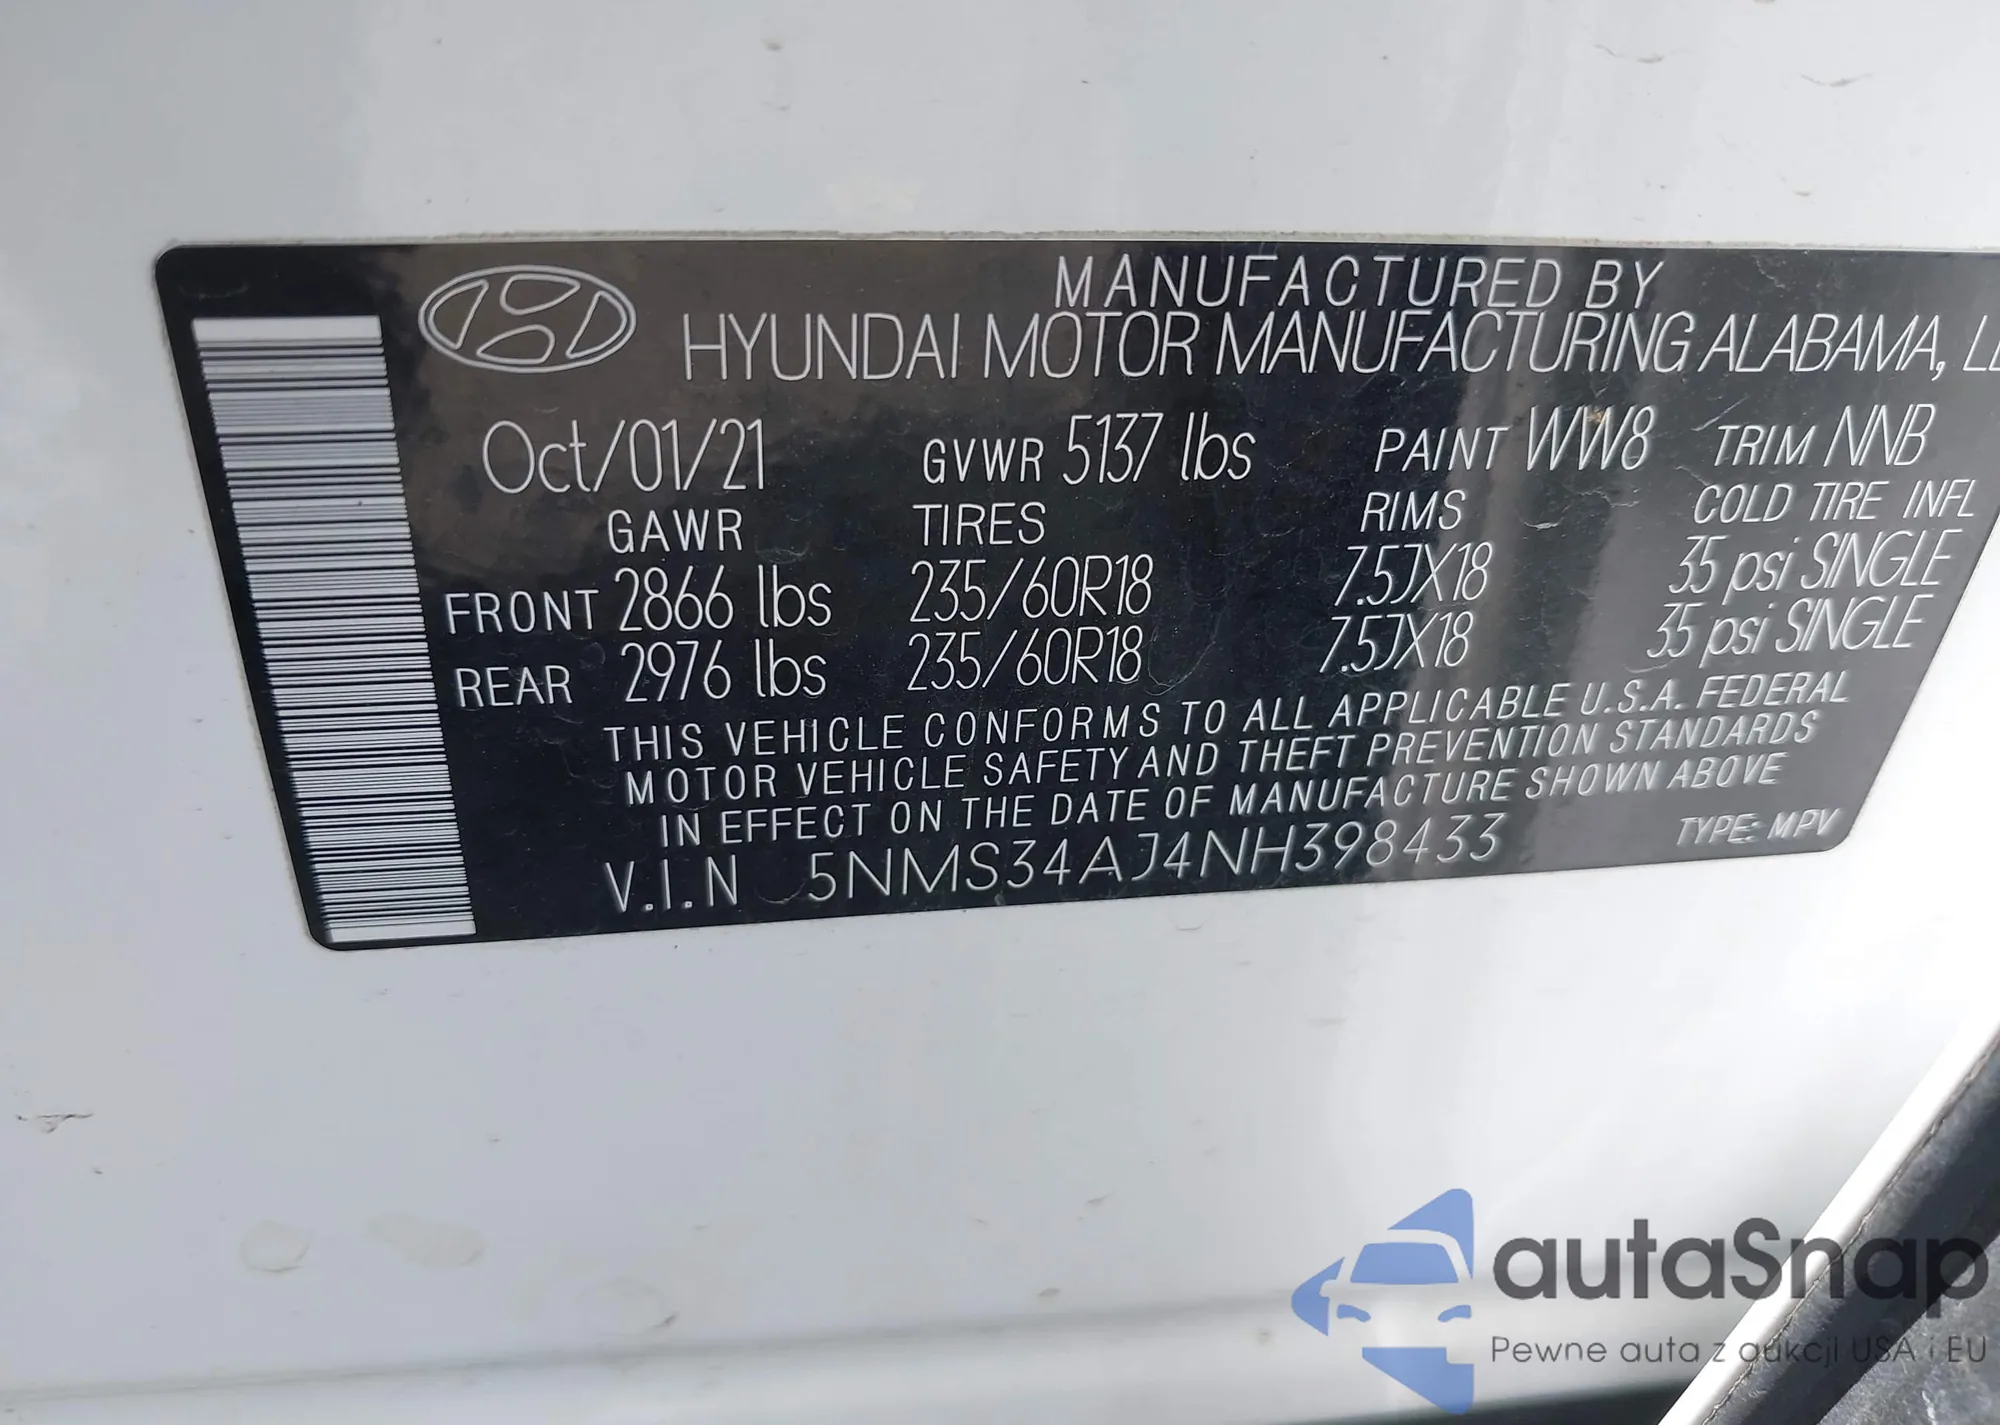 MANUFACTURED BY
HYUNDAI MOTOR MANUFACTURING ALABAMA,
Oct/01/21 GVWR 5137 lbs PAINT WW8 TRIM NNB
GAWR TIRES RIMS COLD TIRE INFL
FRONT 2866 lbs 235/60R18 7.5JX18 35 psi SINGLE
REAR 2976 lbs 235/60R18 7.5JX18 35 psi SINGLE
THIS VEHICLE CONFORMS TO ALL APPLICABLE U.S.A. FEDERAL
MOTOR VEHICLE SAFETY AND THEFT PREVENTION STANDARDS
IN EFFECT ON THE DATE OF MANUFACTURE SHOWN ABOVE
V.I.N 5NMS34AJ4NH398433 TYPE: MPV
autaSnap
Pewne auta z aukcji USA i EU